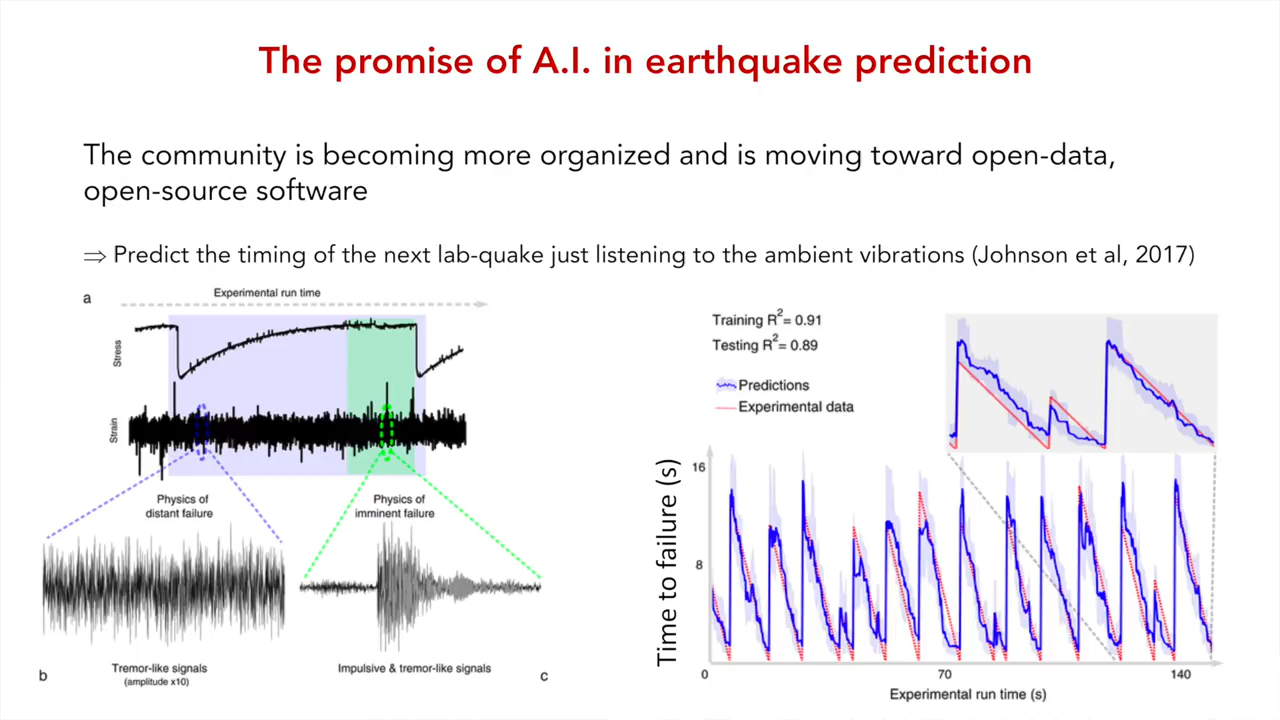 The promise of A.I. in earthquake prediction
The community is becoming more organized and is moving toward open-data,
open-source software
⇒ Predict the timing of the next lab-quake just listening to the ambient vibrations (Johnson et al, 2017)
a
Experimental run time
Stress
Strain
Physics of
distant failure
Physics of
imminent failure
b
Tremor-like signals
(amplitude x10)
Impulsive & tremor-like signals
c
Training R²= 0.91
Testing R²= 0.89
Predictions
Experimental data
Time to failure (s)
16
8
0
70
140
Experimental run time (s)